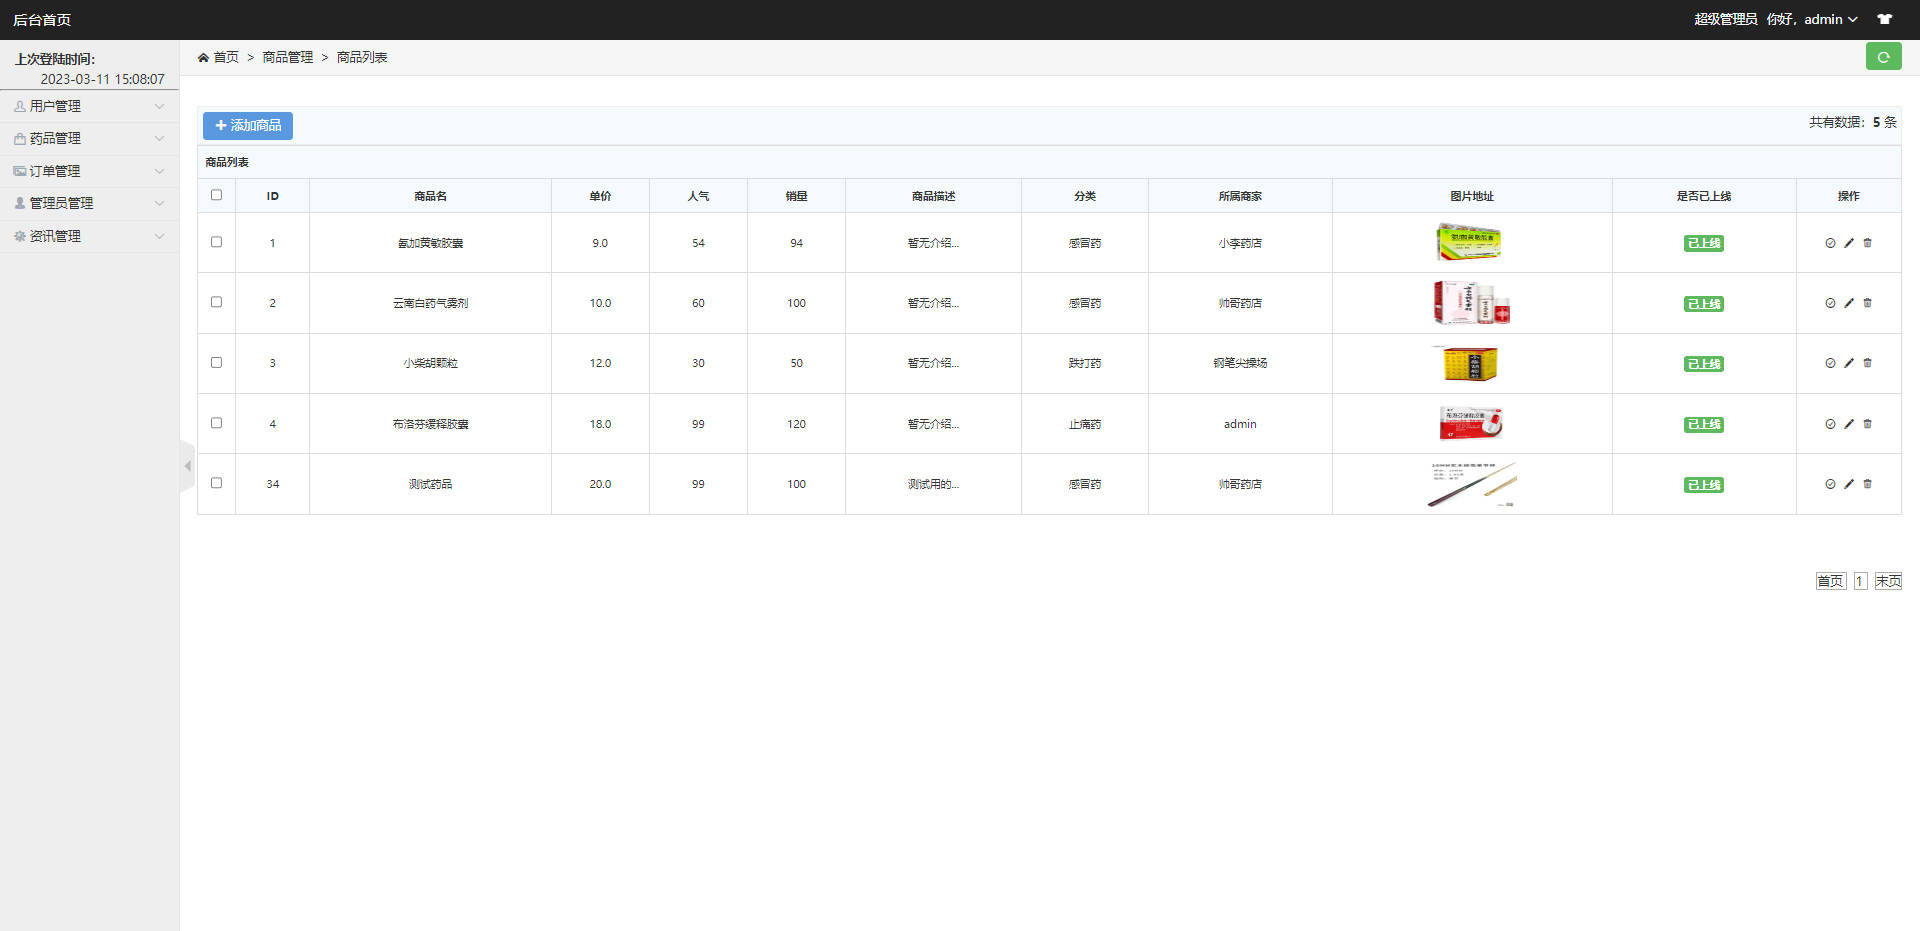 后台首页
超级管理员 你好，admin
上次登陆时间：
2023-03-11 15:08:07
用户管理
药品管理
订单管理
管理员管理
资讯管理
首页 > 商品管理 > 商品列表
添加商品
共有数据：5 条
商品列表
ID 商品名 单价 人气 销量 商品描述 分类 所属商家 图片地址 是否已上线 操作
1 氨加黄敏胶囊 9.0 54 94 暂无介绍... 感冒药 小李药店 已上线
2 云南白药气雾剂 10.0 60 100 暂无介绍... 感冒药 帅哥药店 已上线
3 小柴胡颗粒 12.0 30 50 暂无介绍... 跌打药 钢笔尖操场 已上线
4 布洛芬缓释胶囊 18.0 99 120 暂无介绍... 止痛药 admin 已上线
34 测试药品 20.0 99 100 测试用的... 感冒药 帅哥药店 已上线
首页 1 末页